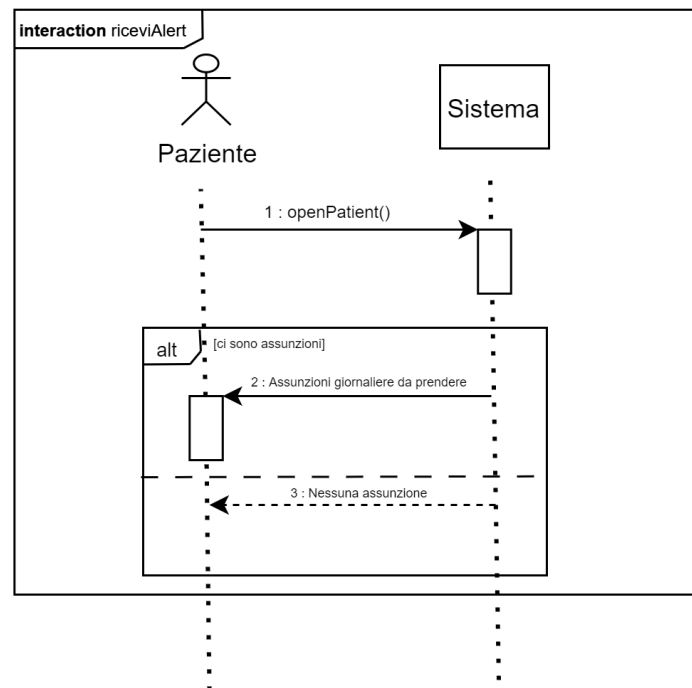 interaction riceviAlert
Paziente
Sistema
1 : openPatient()
alt
[ci sono assunzioni]
2 : Assunzioni giornaliere da prendere
3 : Nessuna assunzione